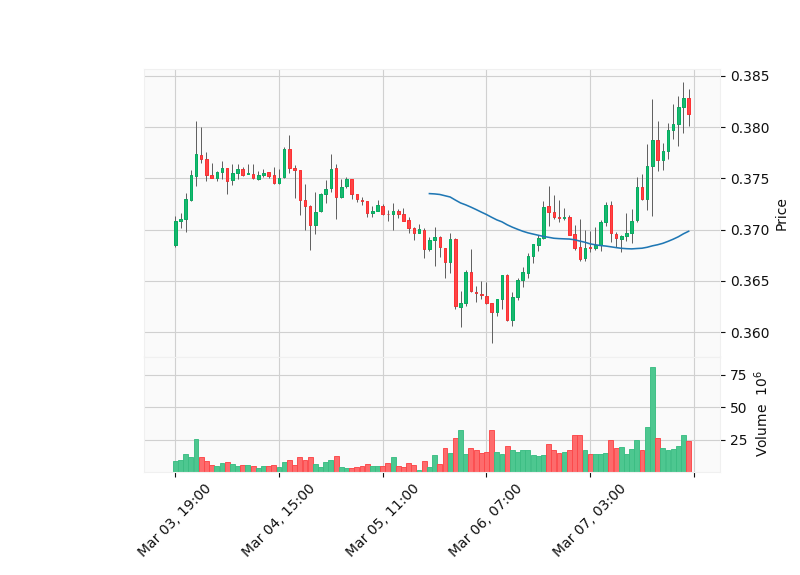 0.385
0.380
0.375
0.370
0.365
0.360
Price
75
50
25
Volume 10⁶
Mar 03, 19:00
Mar 04, 15:00
Mar 05, 11:00
Mar 06, 07:00
Mar 07, 03:00